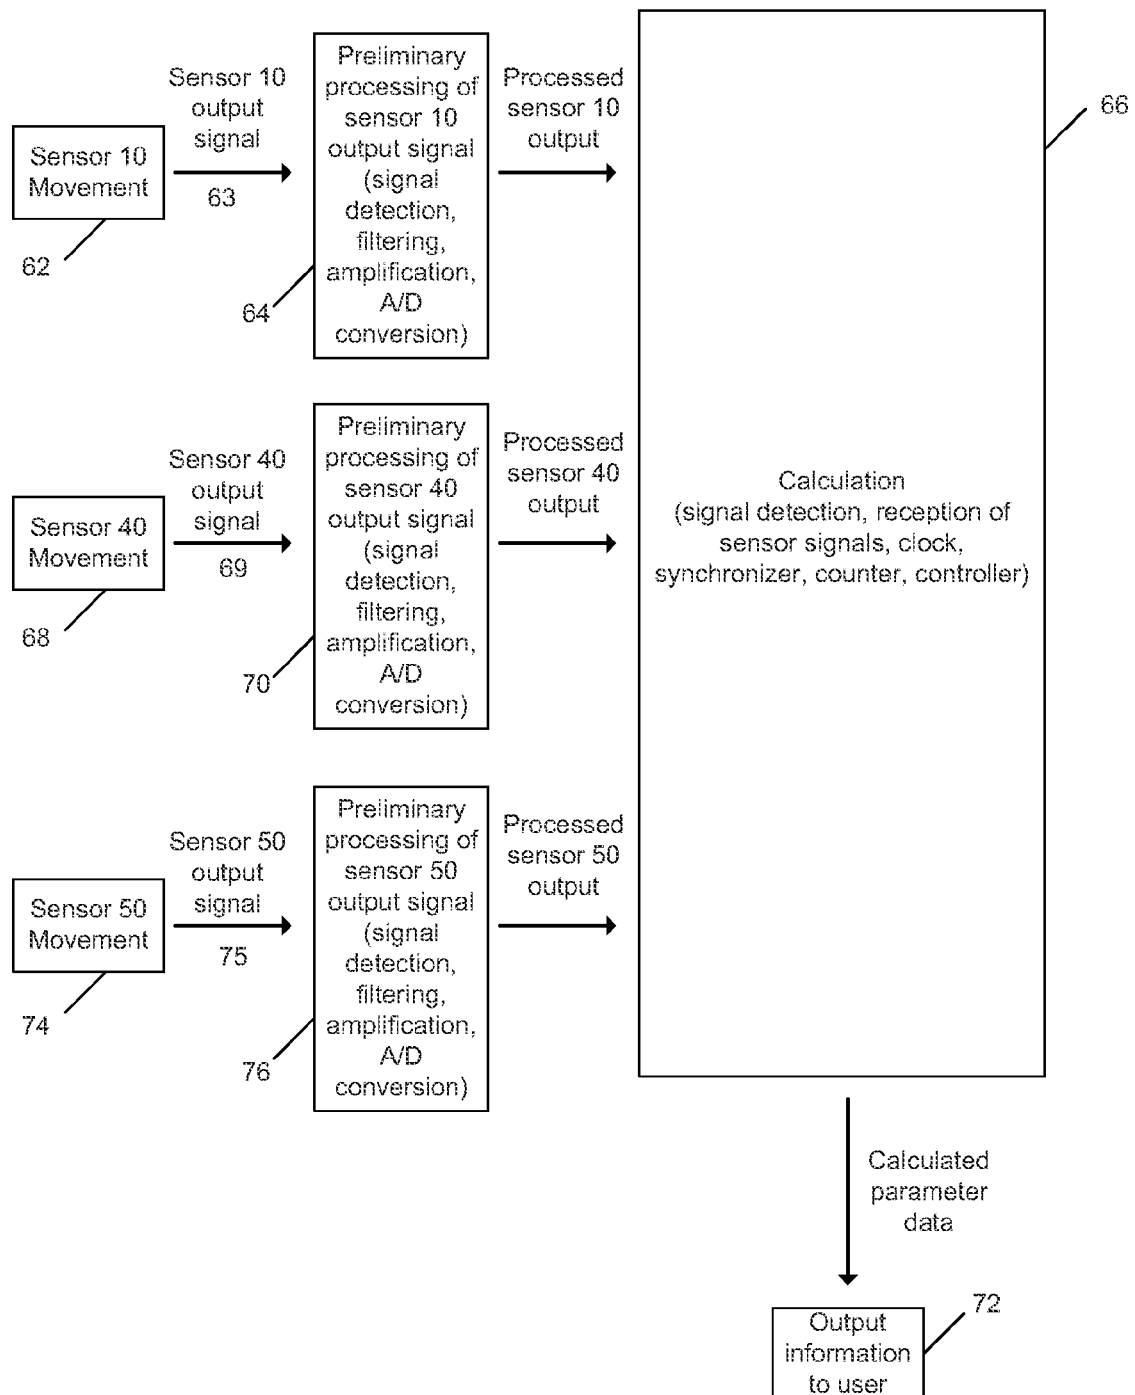 Sensor 10
Movement
62
Sensor 10
output
signal
63
Preliminary
processing of
sensor 10
output signal
(signal
detection,
filtering,
amplification,
A/D
conversion)
64
Processed
sensor 10
output
66
Sensor 40
Movement
68
Sensor 40
output
signal
69
Preliminary
processing of
sensor 40
output signal
(signal
detection,
filtering,
amplification,
A/D
conversion)
70
Processed
sensor 40
output
Calculation
(signal detection, reception of
sensor signals, clock,
synchronizer, counter, controller)
Sensor 50
Movement
74
Sensor 50
output
signal
75
Preliminary
processing of
sensor 50
output signal
(signal
detection,
filtering,
amplification,
A/D
conversion)
76
Processed
sensor 50
output
Calculated
parameter
data
72
Output
information
to user